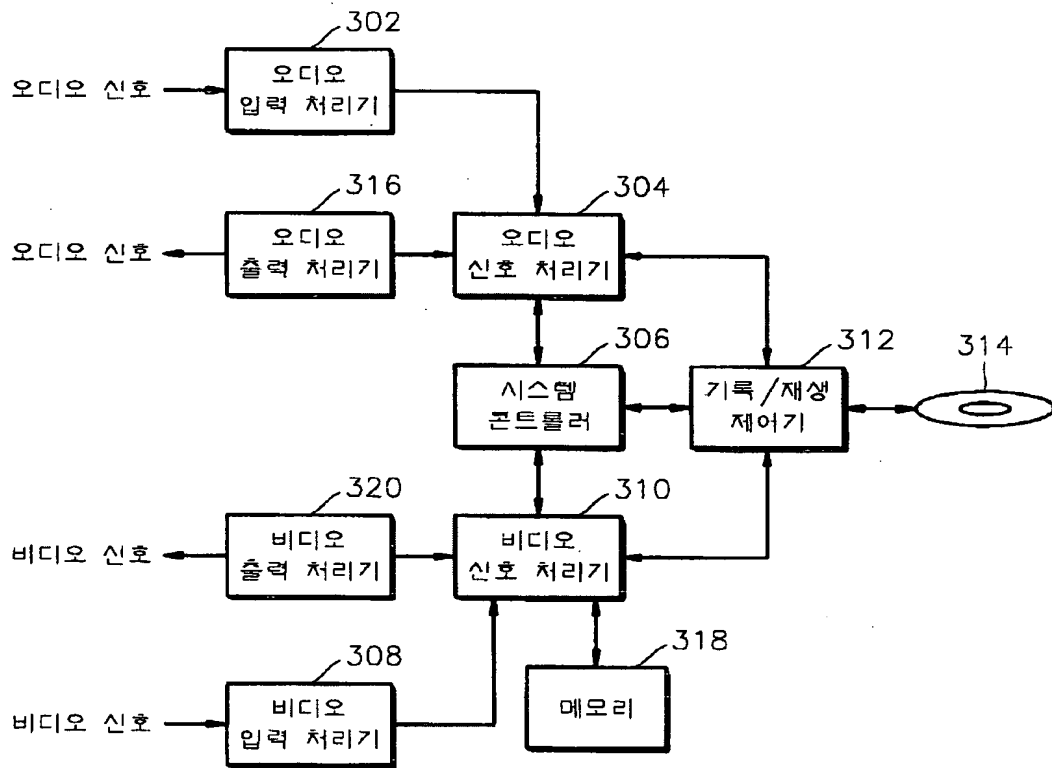 302
오디오 신호
오디오
입력 처리기
316
304
오디오 신호
오디오
출력 처리기
오디오
신호 처리기
306
312
314
시스템
콘트롤러
기록/재생
제어기
320
310
비디오 신호
비디오
출력 처리기
비디오
신호 처리기
308
318
비디오 신호
비디오
입력 처리기
메모리